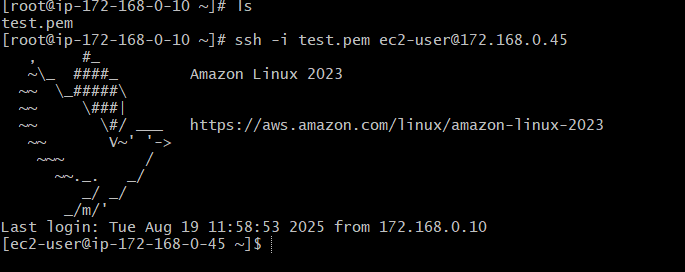 [root@ip-172-168-0-10 ~]# ls
test.pem
[root@ip-172-168-0-10 ~]# ssh -i test.pem ec2-user@172.168.0.45
   ,     #_
   ~\_  ####_        Amazon Linux 2023
  ~~  \_#####\
  ~~     \###|
  ~~       \#/ ___   https://aws.amazon.com/linux/amazon-linux-2023
   ~~       V~' '->
    ~~~         /
      ~~._.   _/
         _/ _/
       _/m/'
Last login: Tue Aug 19 11:58:53 2025 from 172.168.0.10
[ec2-user@ip-172-168-0-45 ~]$